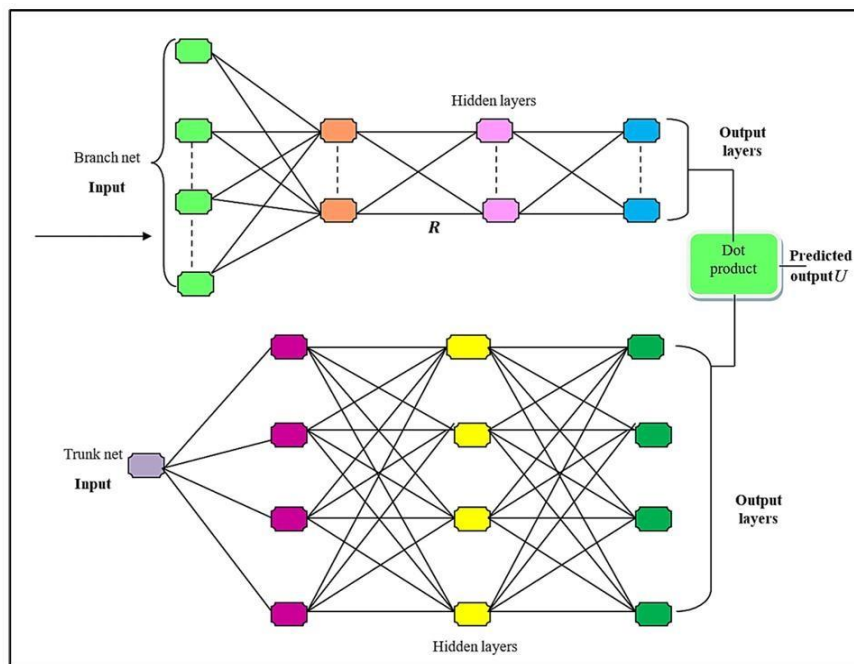 Hidden layers
Branch net
Input
Output
layers
R
Dot
product
Predicted
output U
Trunk net
Input
Output
layers
Hidden layers